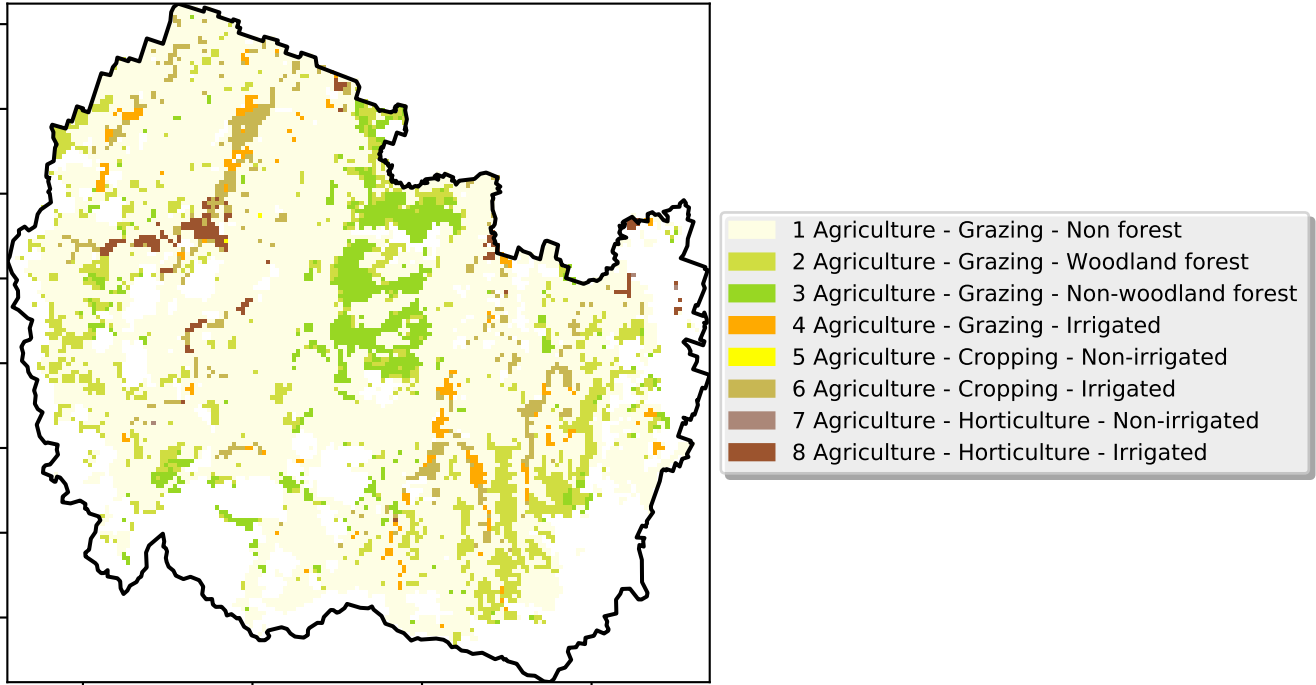 1 Agriculture - Grazing - Non forest
2 Agriculture - Grazing - Woodland forest
3 Agriculture - Grazing - Non-woodland forest
4 Agriculture - Grazing - Irrigated
5 Agriculture - Cropping - Non-irrigated
6 Agriculture - Cropping - Irrigated
7 Agriculture - Horticulture - Non-irrigated
8 Agriculture - Horticulture - Irrigated